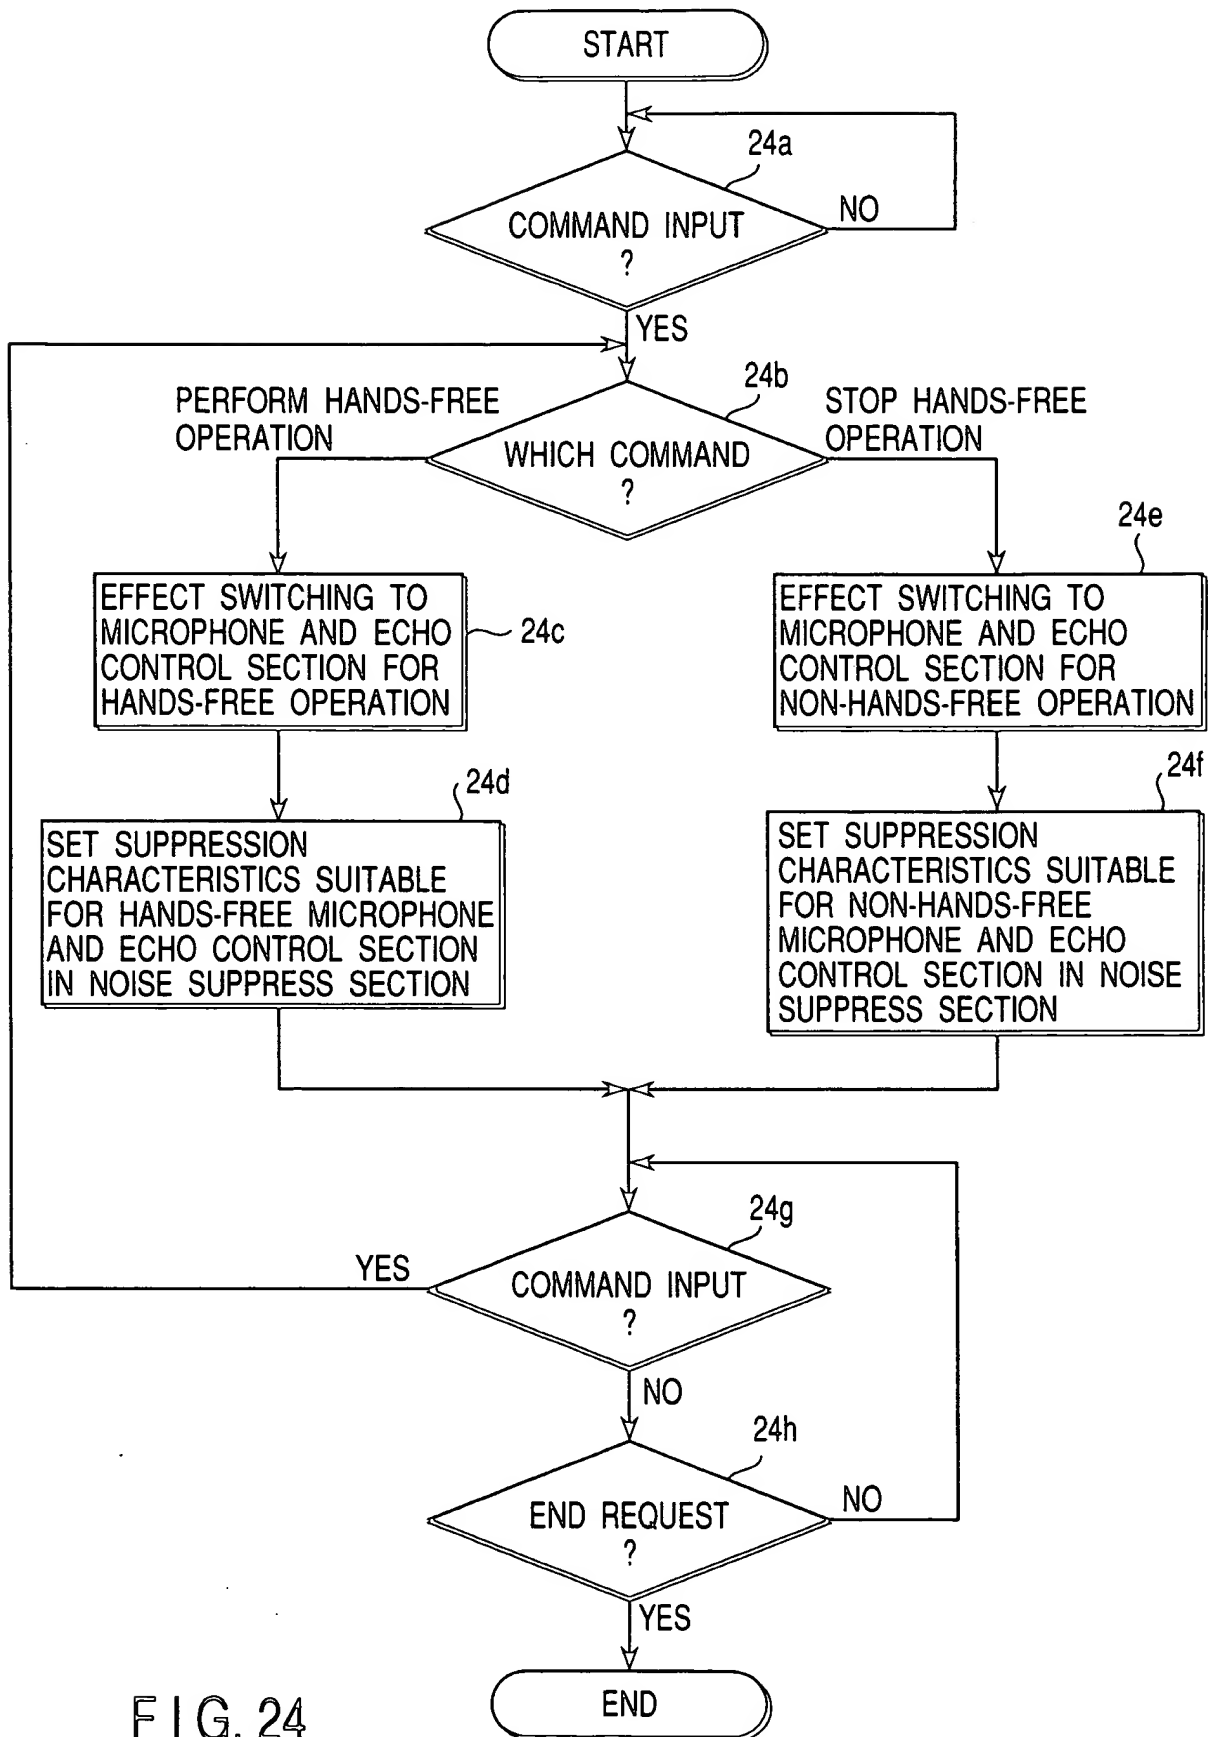 START
24a
COMMAND INPUT
?
NO
YES
24b
PERFORM HANDS-FREE
OPERATION
STOP HANDS-FREE
OPERATION
WHICH COMMAND
?
24e
EFFECT SWITCHING TO
MICROPHONE AND ECHO
CONTROL SECTION FOR
HANDS-FREE OPERATION
24c
EFFECT SWITCHING TO
MICROPHONE AND ECHO
CONTROL SECTION FOR
NON-HANDS-FREE OPERATION
24d
SET SUPPRESSION
CHARACTERISTICS SUITABLE
FOR HANDS-FREE MICROPHONE
AND ECHO CONTROL SECTION
IN NOISE SUPPRESS SECTION
24f
SET SUPPRESSION
CHARACTERISTICS SUITABLE
FOR NON-HANDS-FREE
MICROPHONE AND ECHO
CONTROL SECTION IN NOISE
SUPPRESS SECTION
24g
YES
COMMAND INPUT
?
NO
24h
END REQUEST
?
NO
YES
END
FIG. 24